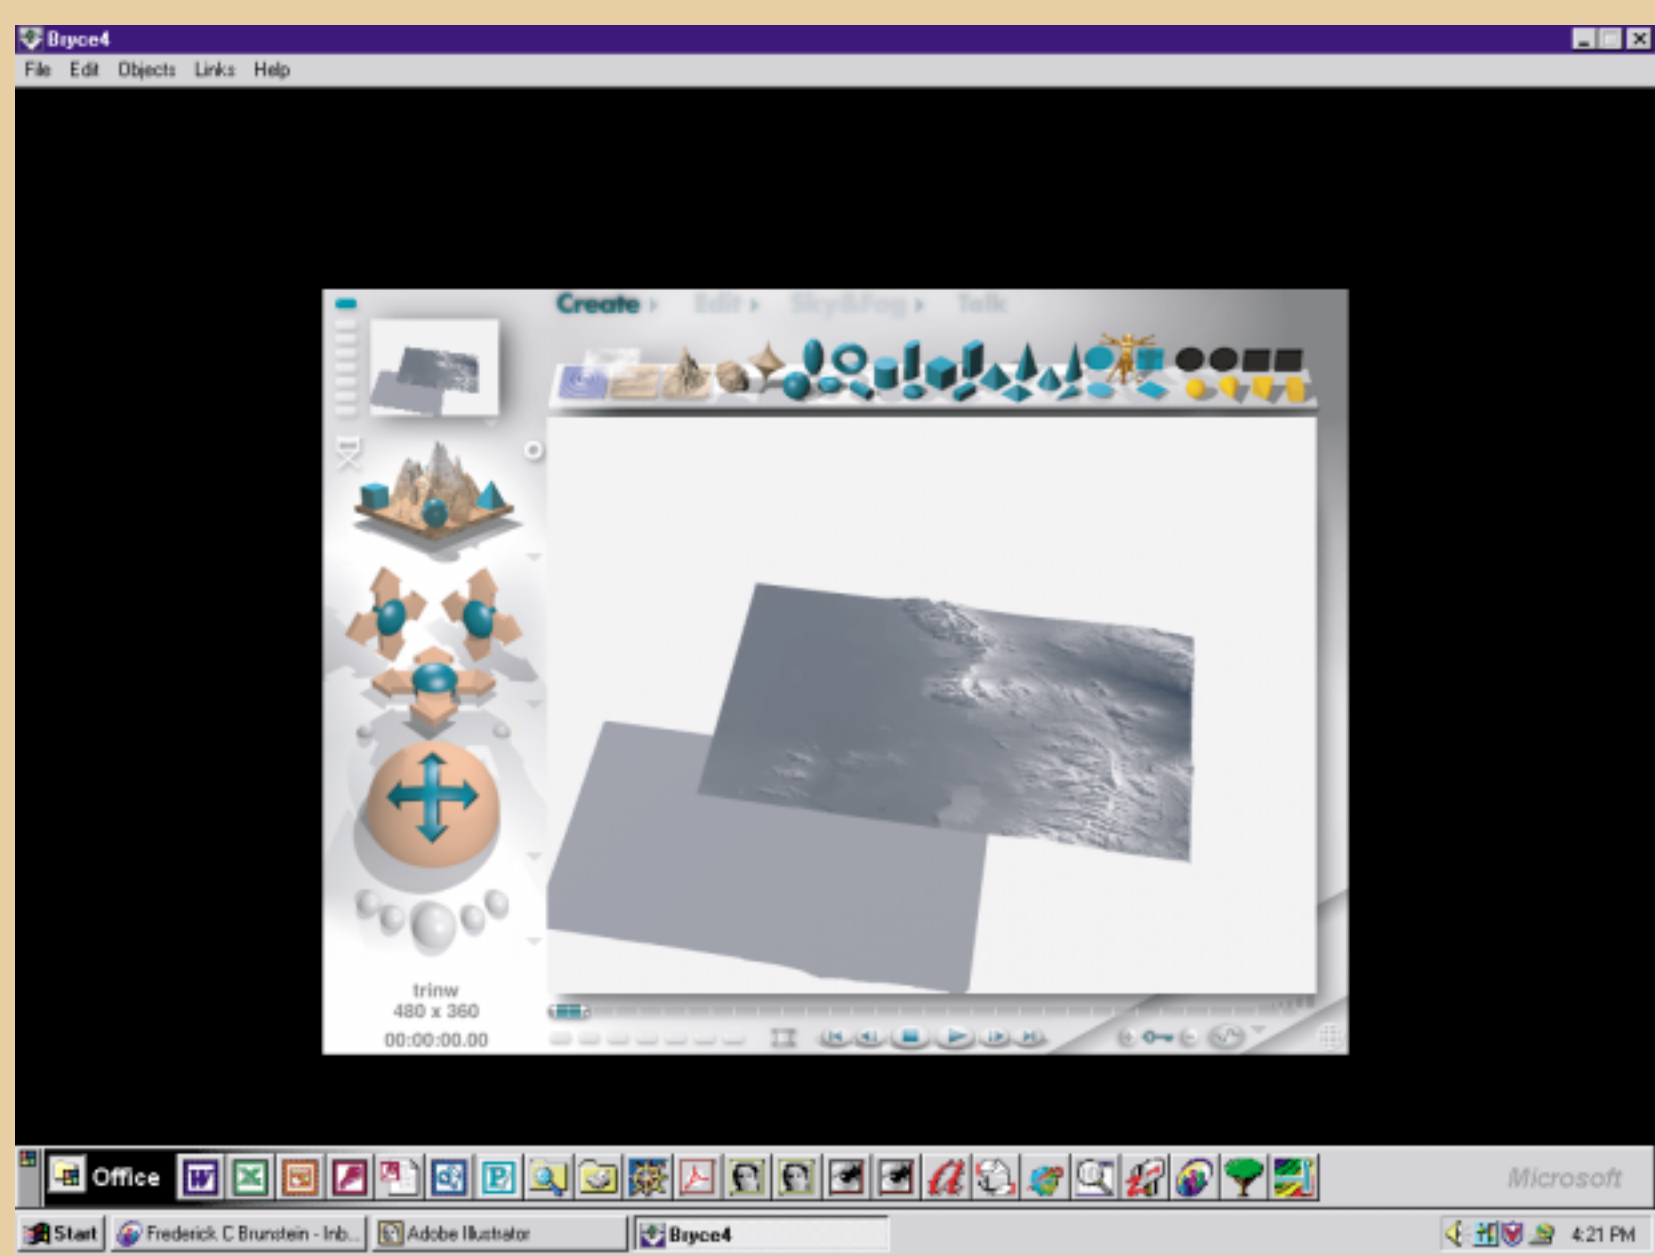 Bryce4
File Edit Objects Links Help
Create Edit Sky&Fog Talk
trinw
480 x 360
00:00:00.00
Office
Microsoft
Start Frederick C Brunstein - Inb... Adobe Illustrator Bryce4 4:21 PM